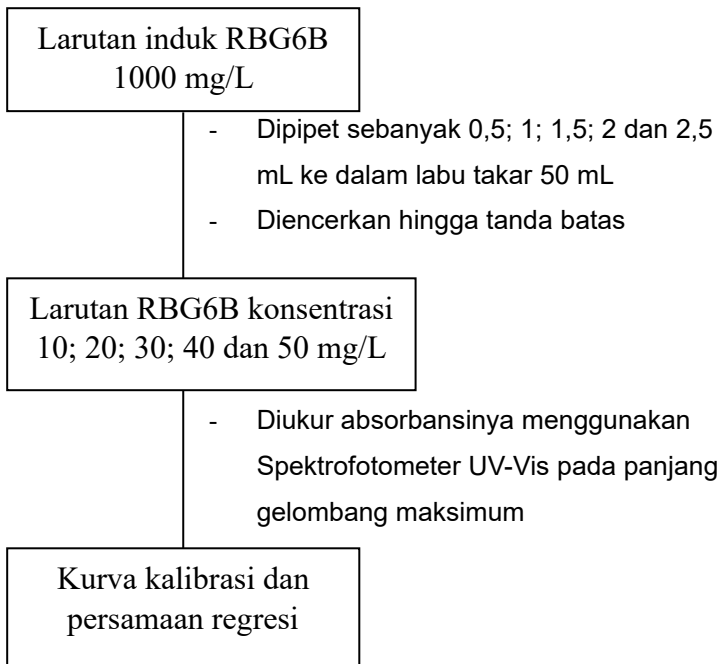 Larutan induk RBG6B
1000 mg/L
- Dipipet sebanyak 0,5; 1; 1,5; 2 dan 2,5
mL ke dalam labu takar 50 mL
- Diencerkan hingga tanda batas
Larutan RBG6B konsentrasi
10; 20; 30; 40 dan 50 mg/L
- Diukur absorbansinya menggunakan
Spektrofotometer UV-Vis pada panjang
gelombang maksimum
Kurva kalibrasi dan
persamaan regresi